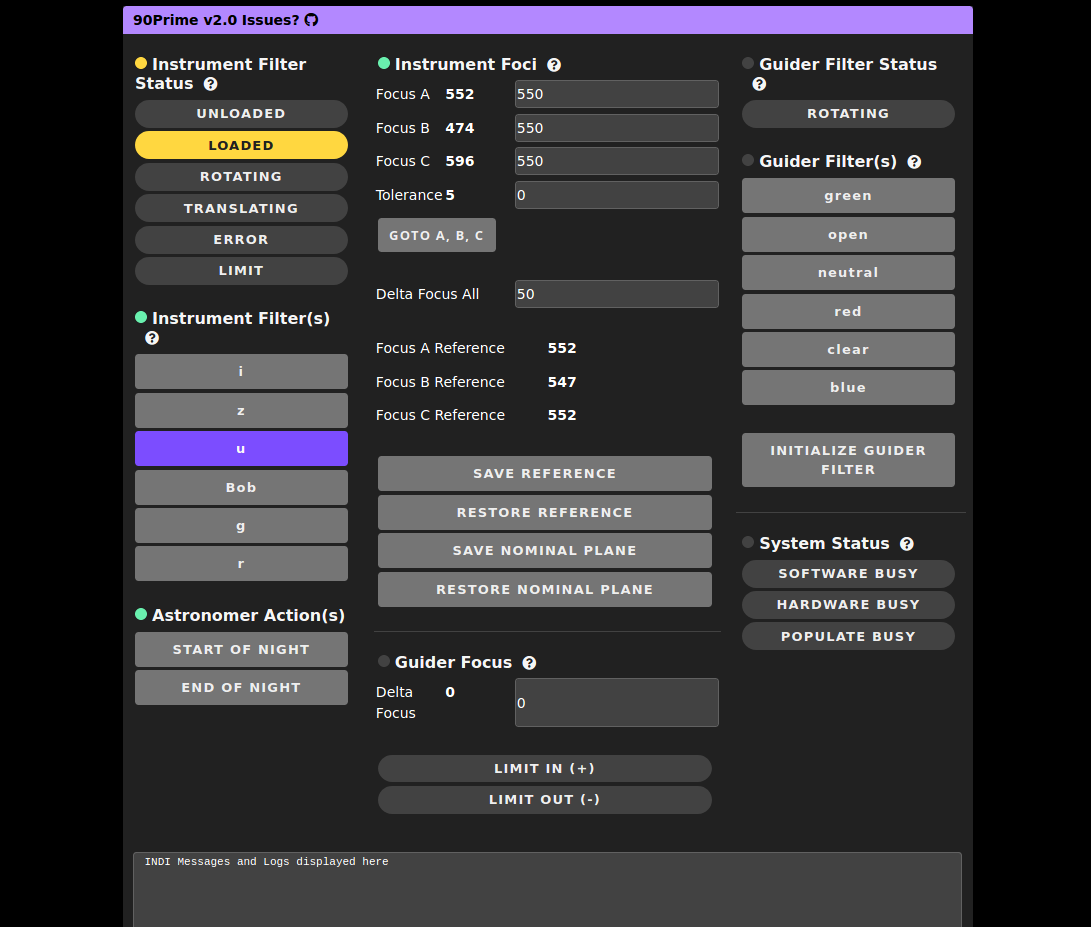 90Prime v2.0 Issues?
Instrument Filter
Status
UNLOADED
LOADED
ROTATING
TRANSLATING
ERROR
LIMIT
Instrument Filter(s)
i
z
u
Bob
g
r
Astronomer Action(s)
START OF NIGHT
END OF NIGHT
Instrument Foci
Focus A 552 550
Focus B 474 550
Focus C 596 550
Tolerance 5 0
GOTO A, B, C
Delta Focus All 50
Focus A Reference 552
Focus B Reference 547
Focus C Reference 552
SAVE REFERENCE
RESTORE REFERENCE
SAVE NOMINAL PLANE
RESTORE NOMINAL PLANE
Guider Focus
Delta 0
Focus 0
LIMIT IN (+)
LIMIT OUT (-)
Guider Filter Status
ROTATING
Guider Filter(s)
green
open
neutral
red
clear
blue
INITIALIZE GUIDER
FILTER
System Status
SOFTWARE BUSY
HARDWARE BUSY
POPULATE BUSY
INDI Messages and Logs displayed here